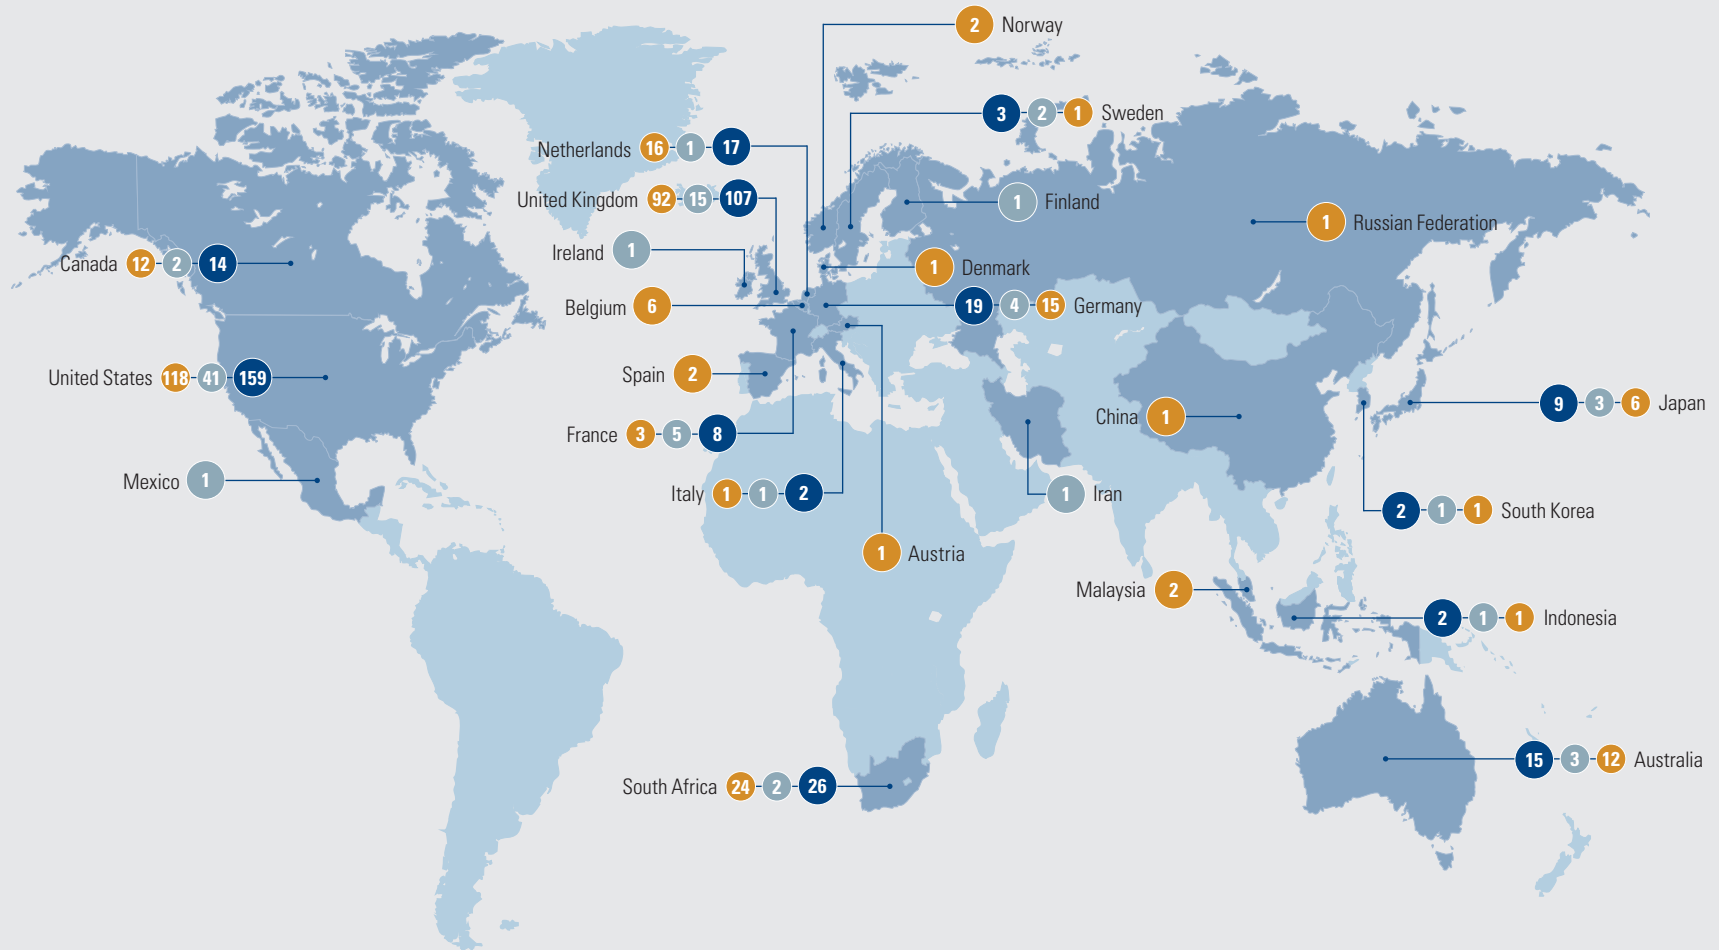 2 Norway
3 2 1 Sweden
Netherlands 16 1 17
United Kingdom 92 15 107
1 Finland
1 Russian Federation
Ireland 1
Canada 12 2 14
1 Denmark
Belgium 6
19 4 15 Germany
Spain 2
United States 118 41 159
9 3 6 Japan
China 1
France 3 5 8
Mexico 1
Italy 1 1 2
1 Iran
2 1 1 South Korea
1 Austria
Malaysia 2
2 1 1 Indonesia
15 3 12 Australia
South Africa 24 2 26